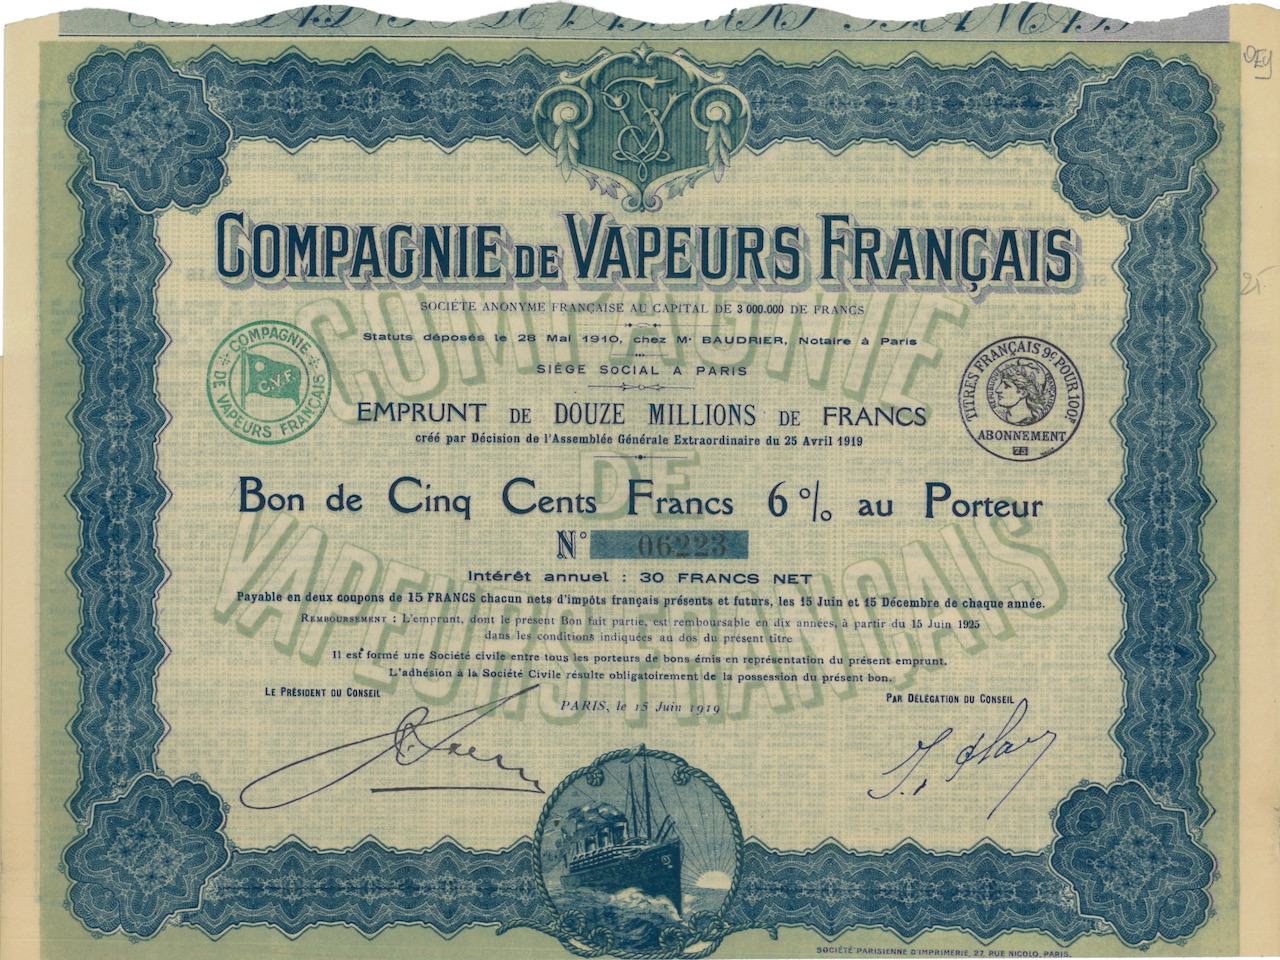 COMPAGNIE DE VAPEURS FRANÇAIS
SOCIÉTÉ ANONYME FRANÇAISE AU CAPITAL DE 3 000.000 DE FRANCS
Statuts déposés le 28 Mai 1910, chez Mᵉ BAUDRIER, Notaire à Paris
SIÈGE SOCIAL A PARIS
COMPAGNIE DE VAPEURS FRANÇAIS
C.V.F.
TITRES FRANÇAIS 9ᶜ POUR 100F
ABONNEMENT
73
EMPRUNT DE DOUZE MILLIONS DE FRANCS
créé par Décision de l'Assemblée Générale Extraordinaire du 25 Avril 1919
Bon de Cinq Cents Francs 6 % au Porteur
N° 06223
Intérêt annuel : 30 FRANCS NET
Payable en deux coupons de 15 FRANCS chacun nets d'impôts français présents et futurs, les 15 Juin et 15 Décembre de chaque année.
REMBOURSEMENT : L'emprunt, dont le présent Bon fait partie, est remboursable en dix années, à partir du 15 Juin 1925
dans les conditions indiquées au dos du présent titre
Il est formé une Société civile entre tous les porteurs de bons émis en représentation du présent emprunt.
L'adhésion à la Société Civile résulte obligatoirement de la possession du présent bon.
LE PRÉSIDENT DU CONSEIL
PAR DÉLÉGATION DU CONSEIL
PARIS, le 15 Juin 1919
COMPAGNIE
DE
VAPEURS FRANÇAIS
SOCIÉTÉ PARISIENNE D'IMPRIMERIE, 27, RUE NICOLO, PARIS.